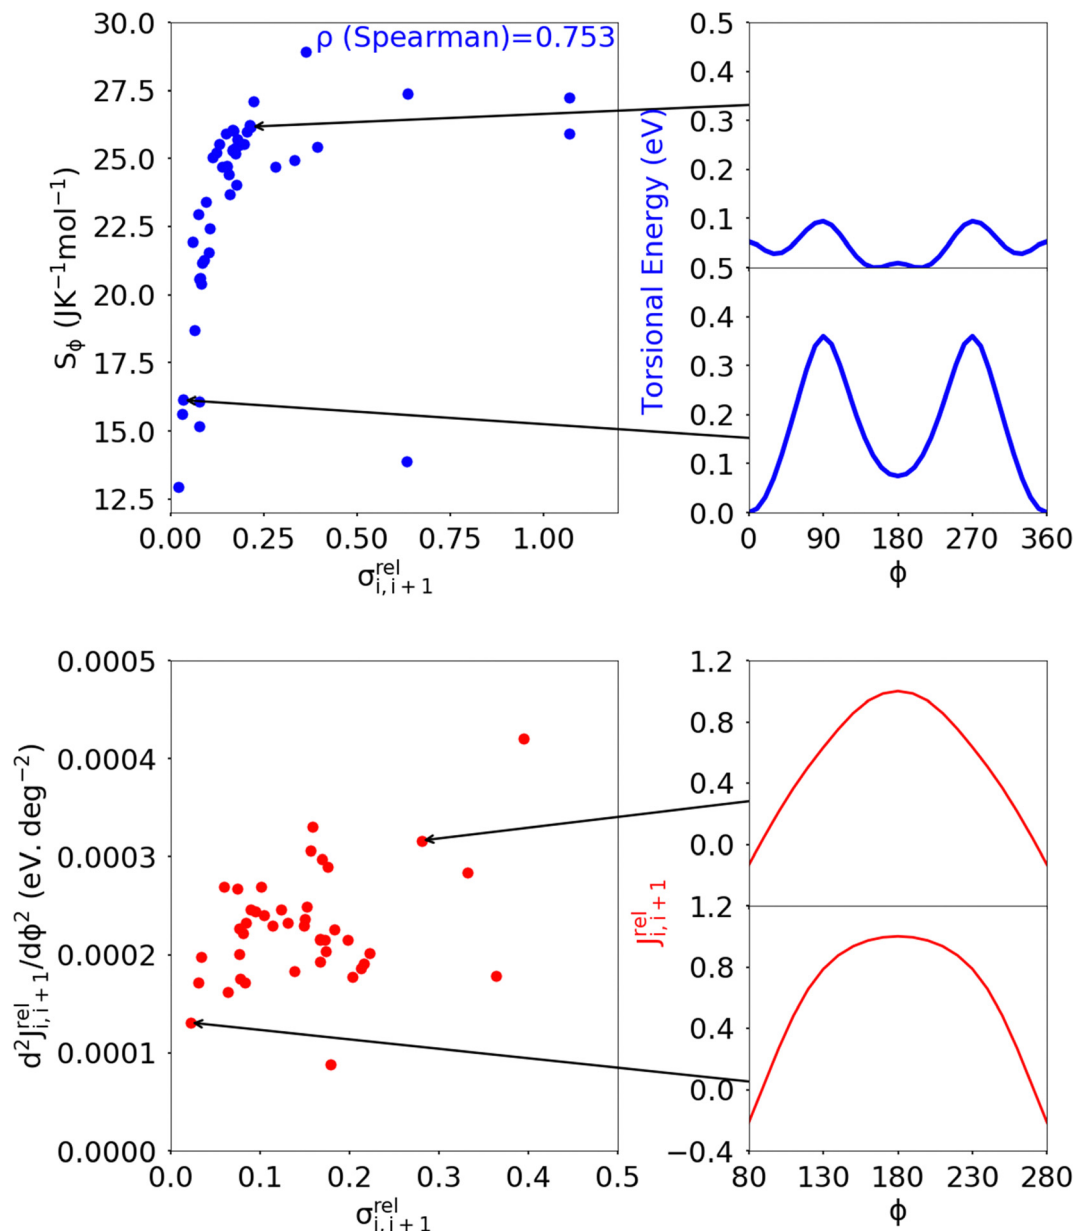 30.0
27.5
25.0
22.5
20.0
17.5
15.0
12.5
Sϕ (JK⁻¹mol⁻¹)
ρ (Spearman)=0.753
0.00 0.25 0.50 0.75 1.00
σ^rel_i, i + 1
0.5
0.4
0.3
0.2
0.1
0.5
0.4
0.3
0.2
0.1
0.0
Torsional Energy (eV)
0 90 180 270 360
ϕ
0.0005
0.0004
0.0003
0.0002
0.0001
0.0000
d²J^rel_i, i + 1/dϕ² (eV. deg⁻²)
0.0 0.1 0.2 0.3 0.4 0.5
σ^rel_i, i + 1
1.2
0.8
0.4
0.0
1.2
0.8
0.4
0.0
−0.4
J^rel_i, i + 1
80 130 180 230 280
ϕ